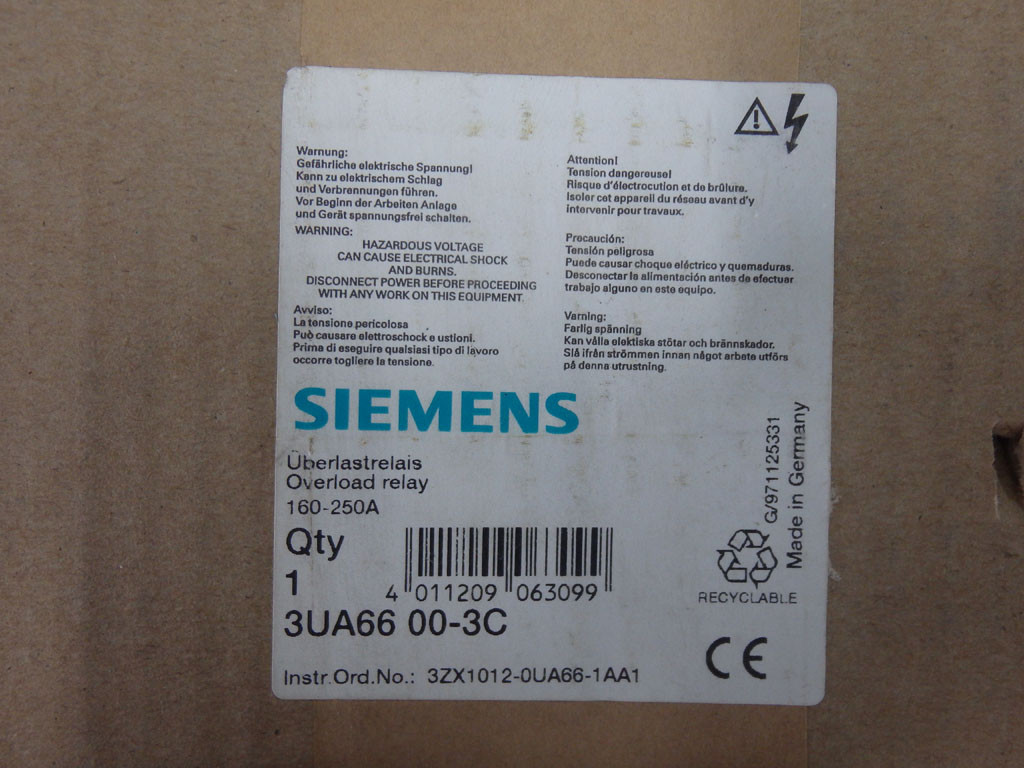 Warnung:
Gefährliche elektrische Spannung!
Kann zu elektrischem Schlag
und Verbrennungen führen.
Vor Beginn der Arbeiten Anlage
und Gerät spannungsfrei schalten.
WARNING:
HAZARDOUS VOLTAGE
CAN CAUSE ELECTRICAL SHOCK
AND BURNS.
DISCONNECT POWER BEFORE PROCEEDING
WITH ANY WORK ON THIS EQUIPMENT.
Avviso:
La tensione pericolosa
Può causare elettroschock e ustioni.
Prima di eseguire qualsiasi tipo di lavoro
occorre togliere la tensione.
Attention!
Tension dangereuse!
Risque d'électrocution et de brûlure.
Isoler cet appareil du réseau avant d'y
intervenir pour travaux.
Precaución:
Tensión peligrosa
Puede causar choque eléctrico y quemaduras.
Desconectar la alimentación antes de efectuar
trabajo alguno en este equipo.
Varning:
Farlig spänning
Kan vålla elektiska stötar och brännskador.
Slå ifrån strömmen innan något arbete utförs
på denna utrustning.
SIEMENS
Überlastrelais
Overload relay
160-250A
Qty
1
4 011209 063099
3UA66 00-3C
Instr.Ord.No.: 3ZX1012-0UA66-1AA1
G/971125331
Made in Germany
RECYCLABLE
CE